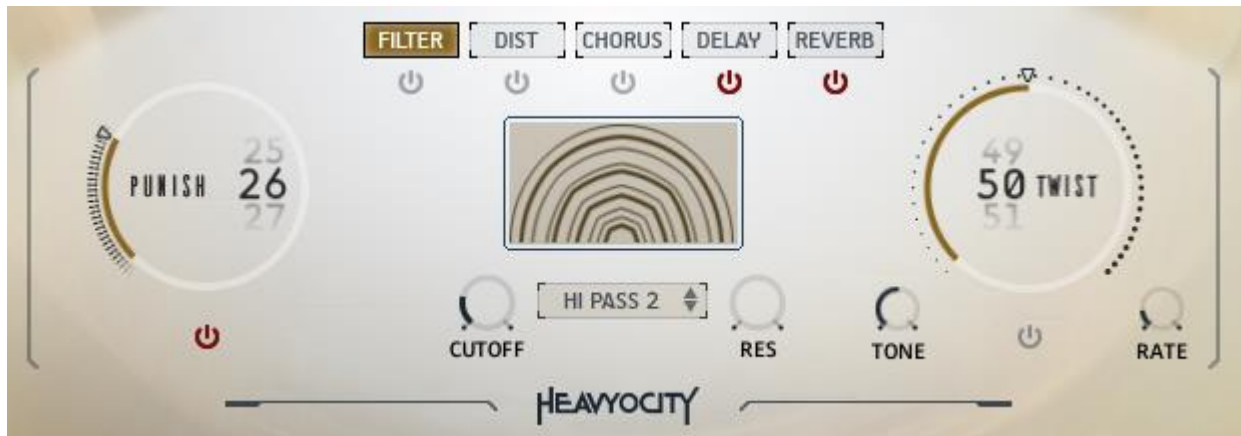 FILTER DIST CHORUS DELAY REVERB
25
PUNISH 26
27
49
50 TWIST
51
HI PASS 2
CUTOFF RES TONE RATE
HEAVYOCITY